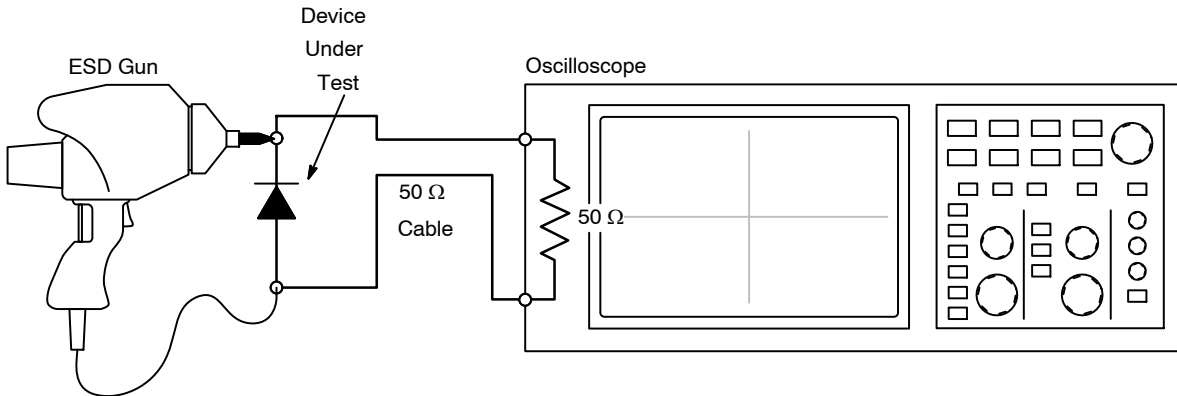 Device
Under
Test
ESD Gun
Oscilloscope
50 Ω
Cable
50 Ω